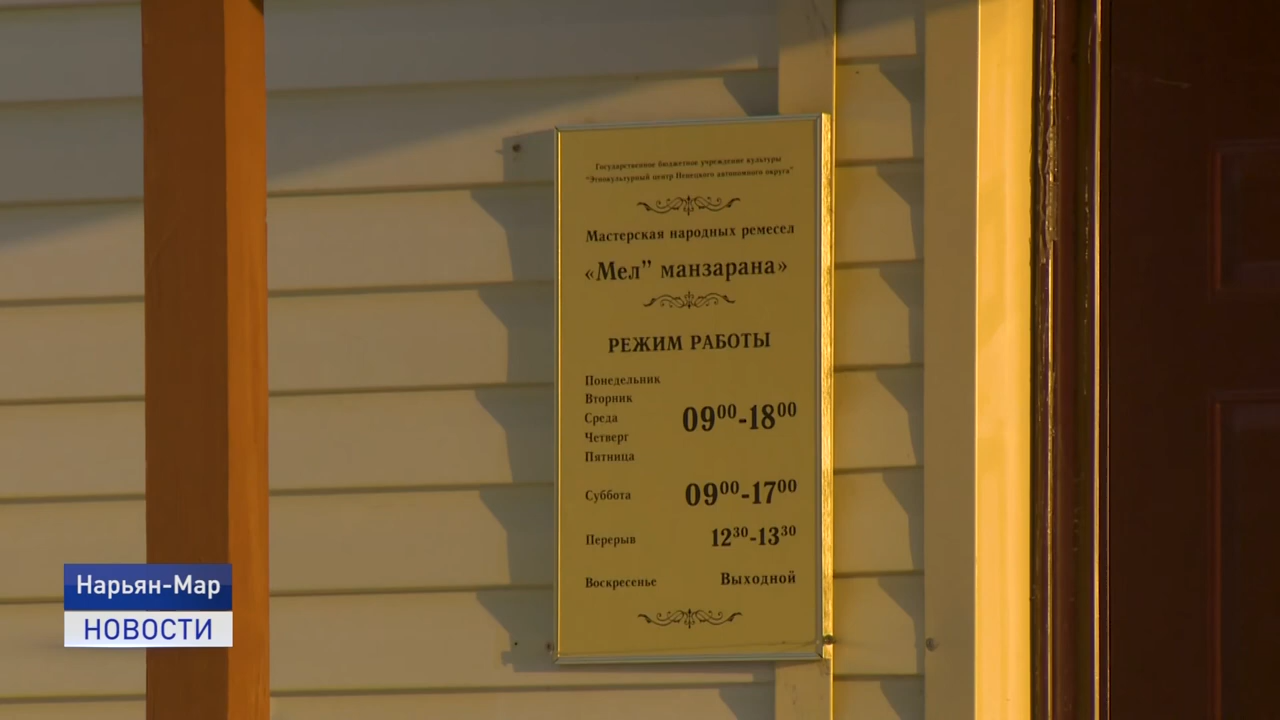 Государственное бюджетное учреждение культуры
"Этнокультурный центр Ненецкого автономного округа"
Мастерская народных ремесел
«Мел" манзарана»
РЕЖИМ РАБОТЫ
Понедельник
Вторник
Среда
Четверг
Пятница
09⁰⁰-18⁰⁰
Суббота 09⁰⁰-17⁰⁰
Перерыв 12³⁰-13³⁰
Воскресенье Выходной
Нарьян-Мар
НОВОСТИ